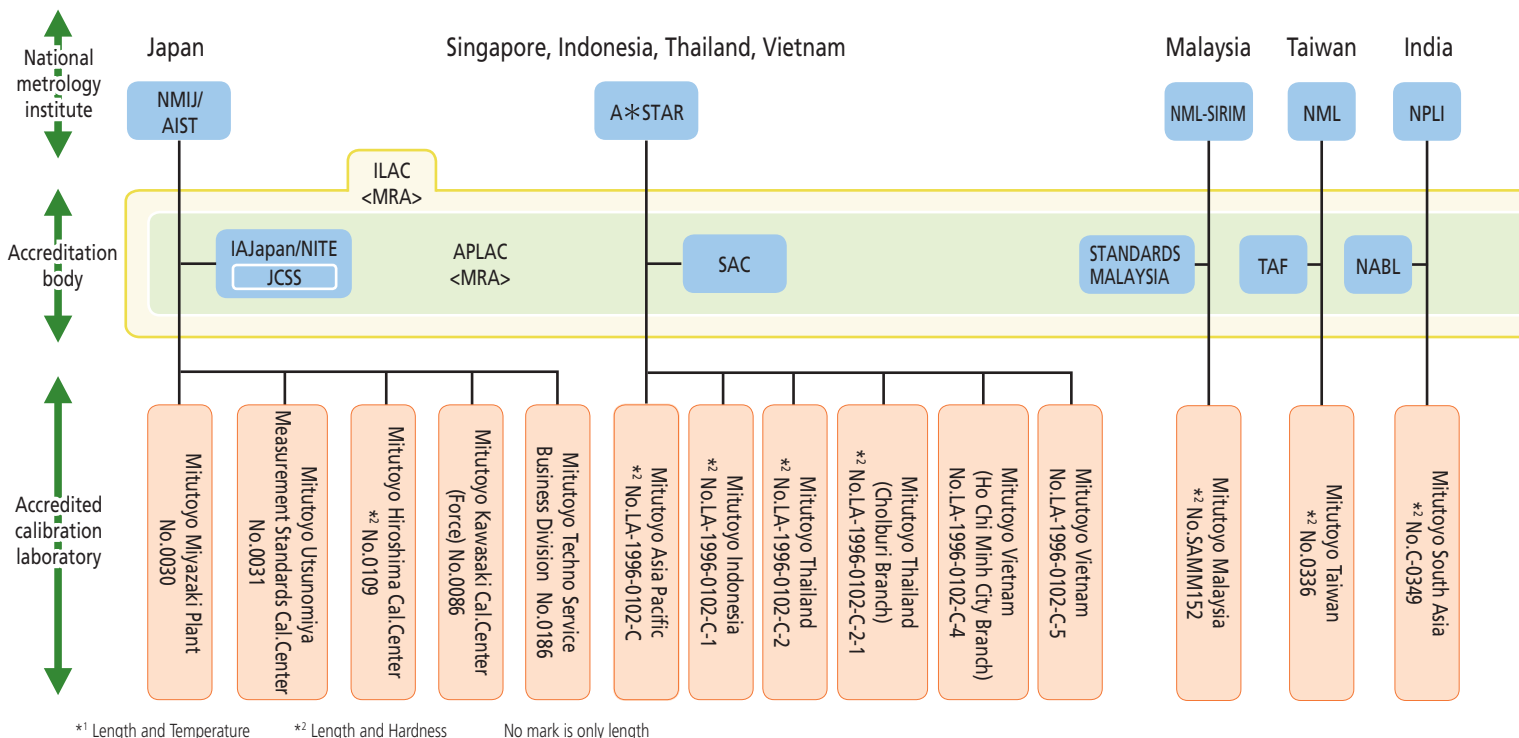 National
metrology
institute
Japan
Singapore, Indonesia, Thailand, Vietnam
Malaysia
Taiwan
India
NMIJ/
AIST
A＊STAR
NML-SIRIM
NML
NPLI
ILAC
<MRA>
Accreditation
body
IAJapan/NITE
JCSS
APLAC
<MRA>
SAC
STANDARDS
MALAYSIA
TAF
NABL
Accredited
calibration
laboratory
Mitutoyo Miyazaki Plant
No.0030
Mitutoyo Utsunomiya
Measurement Standards Cal.Center
No.0031
Mitutoyo Hiroshima Cal.Center
*2 No.0109
Mitutoyo Kawasaki Cal.Center
(Force) No.0086
Mitutoyo Techno Service
Business Division No.0186
Mitutoyo Asia Pacific
*2 No.LA-1996-0102-C
Mitutoyo Indonesia
*2 No.LA-1996-0102-C-1
Mitutoyo Thailand
*2 No.LA-1996-0102-C-2
Mitutoyo Thailand
(Cholburi Branch)
*2 No.LA-1996-0102-C-2-1
Mitutoyo Vietnam
(Ho Chi Minh City Branch)
No.LA-1996-0102-C-4
Mitutoyo Vietnam
No.LA-1996-0102-C-5
Mitutoyo Malaysia
*2 No.SAMM152
Mitutoyo Taiwan
*2 No.0336
Mitutoyo South Asia
*2 No.C-0349
*1 Length and Temperature *2 Length and Hardness No mark is only length